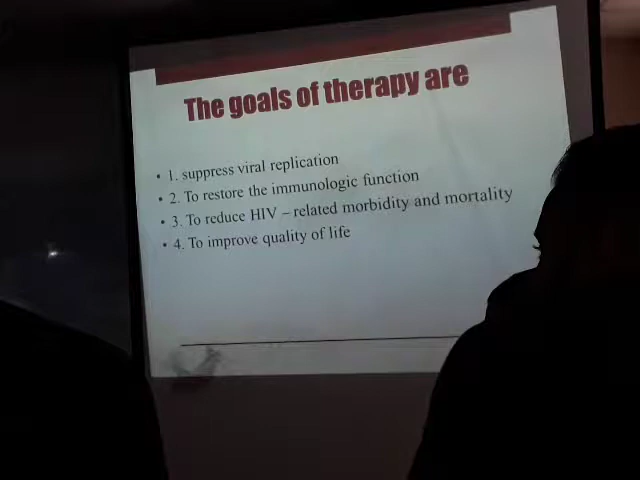 The goals of therapy are
• 1. suppress viral replication
• 2. To restore the immunologic function
• 3. To reduce HIV – related morbidity and mortality
• 4. To improve quality of life